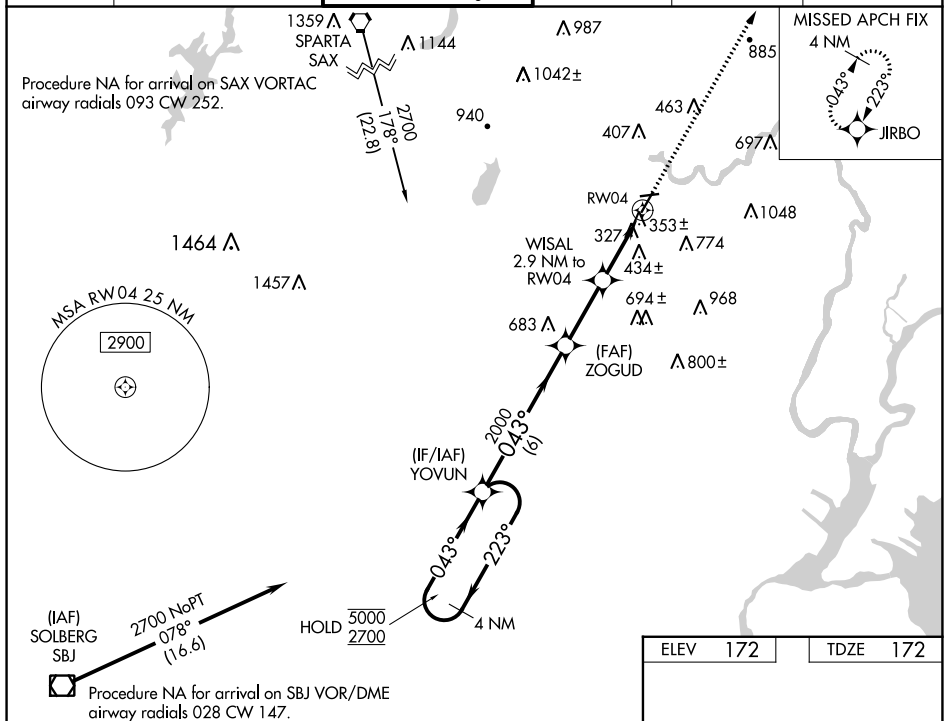 1359
SPARTA
SAX
1144
987
885
MISSED APCH FIX
4 NM
043°
223°
JIRBO
Procedure NA for arrival on SAX VORTAC
airway radials 093 CW 252.
1042±
2700
178°
(22.8)
940
463
407
697
RW04
353±
327
1048
774
434±
1464
1457
WISAL
2.9 NM to
RW04
694±
968
683
(FAF)
ZOGUD
800±
MSA RW04 25 NM
2900
2000
043°
(6)
(IF/IAF)
YOVUN
043°
223°
HOLD 5000
2700
4 NM
(IAF)
SOLBERG
SBJ
2700 NoPT
078°
(16.6)
Procedure NA for arrival on SBJ VOR/DME
airway radials 028 CW 147.
ELEV 172
TDZE 172